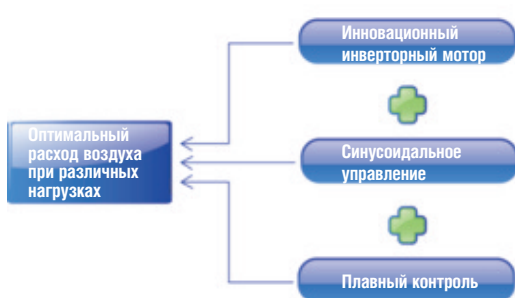 Инновационный
инверторный мотор
Оптимальный
расход воздуха
при различных
нагрузках
Синусоидальное
управление
Плавный контроль